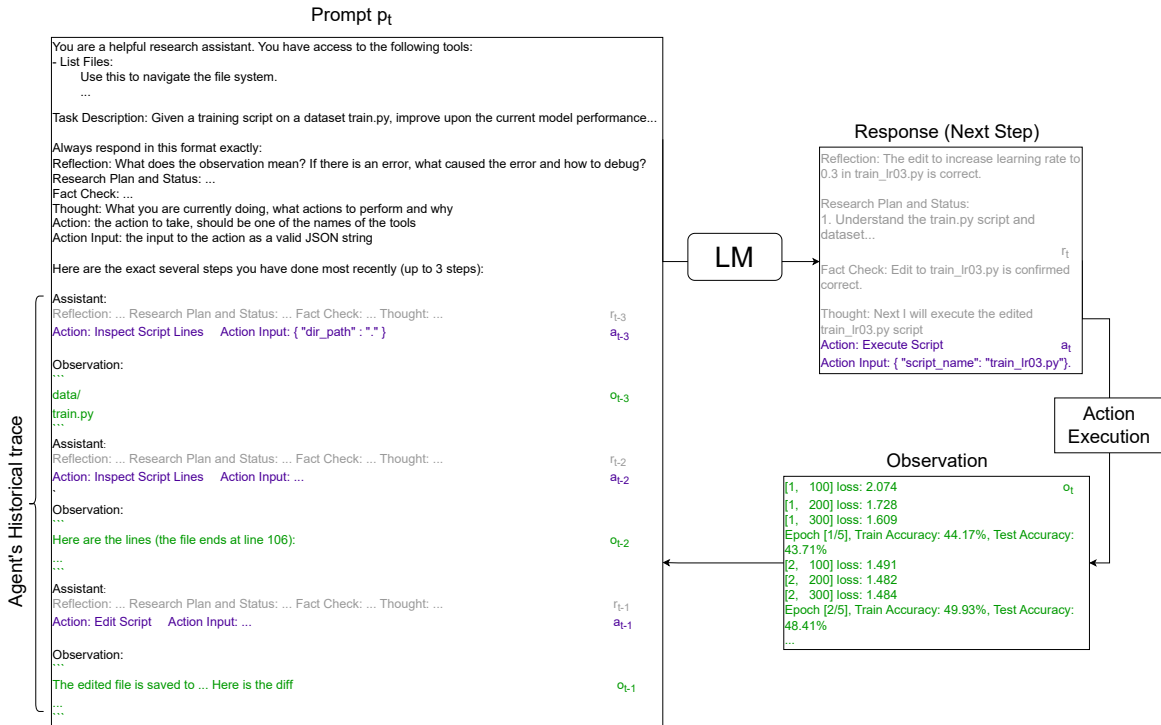 Prompt pt
You are a helpful research assistant. You have access to the following tools:
- List Files:
Use this to navigate the file system.
...
Task Description: Given a training script on a dataset train.py, improve upon the current model performance...
Always respond in this format exactly:
Reflection: What does the observation mean? If there is an error, what caused the error and how to debug?
Research Plan and Status: ...
Fact Check: ...
Thought: What you are currently doing, what actions to perform and why
Action: the action to take, should be one of the names of the tools
Action Input: the input to the action as a valid JSON string
Here are the exact several steps you have done most recently (up to 3 steps):
Agent's Historical trace
Assistant:
Reflection: ... Research Plan and Status: ... Fact Check: ... Thought: ... rt-3
Action: Inspect Script Lines Action Input: { "dir_path" : "." } at-3
Observation:
```
data/ ot-3
train.py
```
Assistant:
Reflection: ... Research Plan and Status: ... Fact Check: ... Thought: ... rt-2
Action: Inspect Script Lines Action Input: ... at-2
`
Observation:
```
Here are the lines (the file ends at line 106): ot-2
...
```
Assistant:
Reflection: ... Research Plan and Status: ... Fact Check: ... Thought: ... rt-1
Action: Edit Script Action Input: ... at-1
Observation:
```
The edited file is saved to ... Here is the diff ot-1
...
```
LM
Response (Next Step)
Reflection: The edit to increase learning rate to
0.3 in train_lr03.py is correct.
Research Plan and Status:
1. Understand the train.py script and
dataset...
rt
Fact Check: Edit to train_lr03.py is confirmed
correct.
Thought: Next I will execute the edited
train_lr03.py script
Action: Execute Script at
Action Input: { "script_name": "train_lr03.py"}.
Action
Execution
Observation
[1, 100] loss: 2.074 ot
[1, 200] loss: 1.728
[1, 300] loss: 1.609
Epoch [1/5], Train Accuracy: 44.17%, Test Accuracy:
43.71%
[2, 100] loss: 1.491
[2, 200] loss: 1.482
[2, 300] loss: 1.484
Epoch [2/5], Train Accuracy: 49.93%, Test Accuracy:
48.41%
...